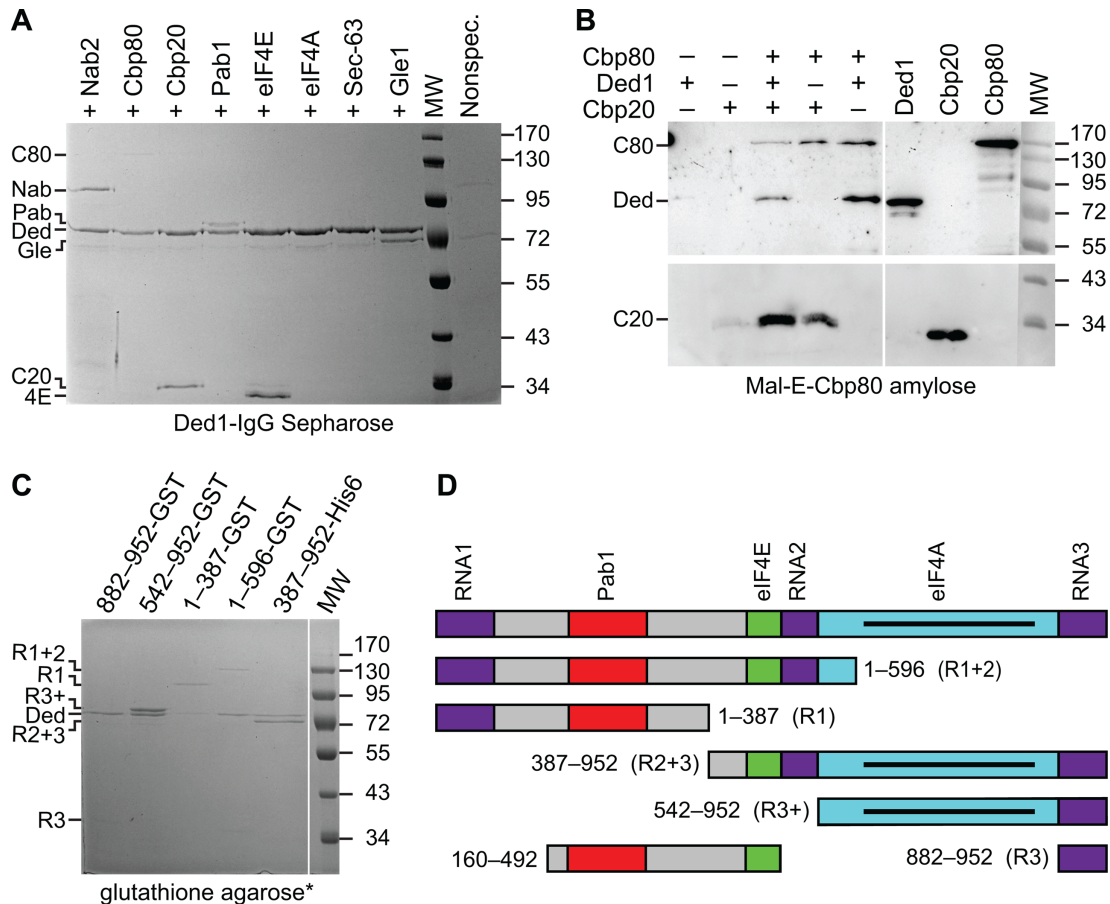 A
+ Nab2
+ Cbp80
+ Cbp20
+ Pab1
+ eIF4E
+ eIF4A
+ Sec-63
+ Gle1
MW
Nonspec.
C80
Nab
Pab
Ded
Gle
C20
4E
170
130
95
72
55
43
34
Ded1-IgG Sepharose
B
Cbp80 – – + + +
Ded1 + – + – +
Cbp20 – + + + –
Ded1
Cbp20
Cbp80
MW
C80
Ded
C20
170
130
95
72
55
43
34
Mal-E-Cbp80 amylose
C
882–952-GST
542–952-GST
1–387-GST
1–596-GST
387–952-His6
MW
R1+2
R1
R3+
Ded
R2+3
R3
170
130
95
72
55
43
34
glutathione agarose*
D
RNA1
Pab1
eIF4E
RNA2
eIF4A
RNA3
1–596 (R1+2)
1–387 (R1)
387–952 (R2+3)
542–952 (R3+)
160–492
882–952 (R3)